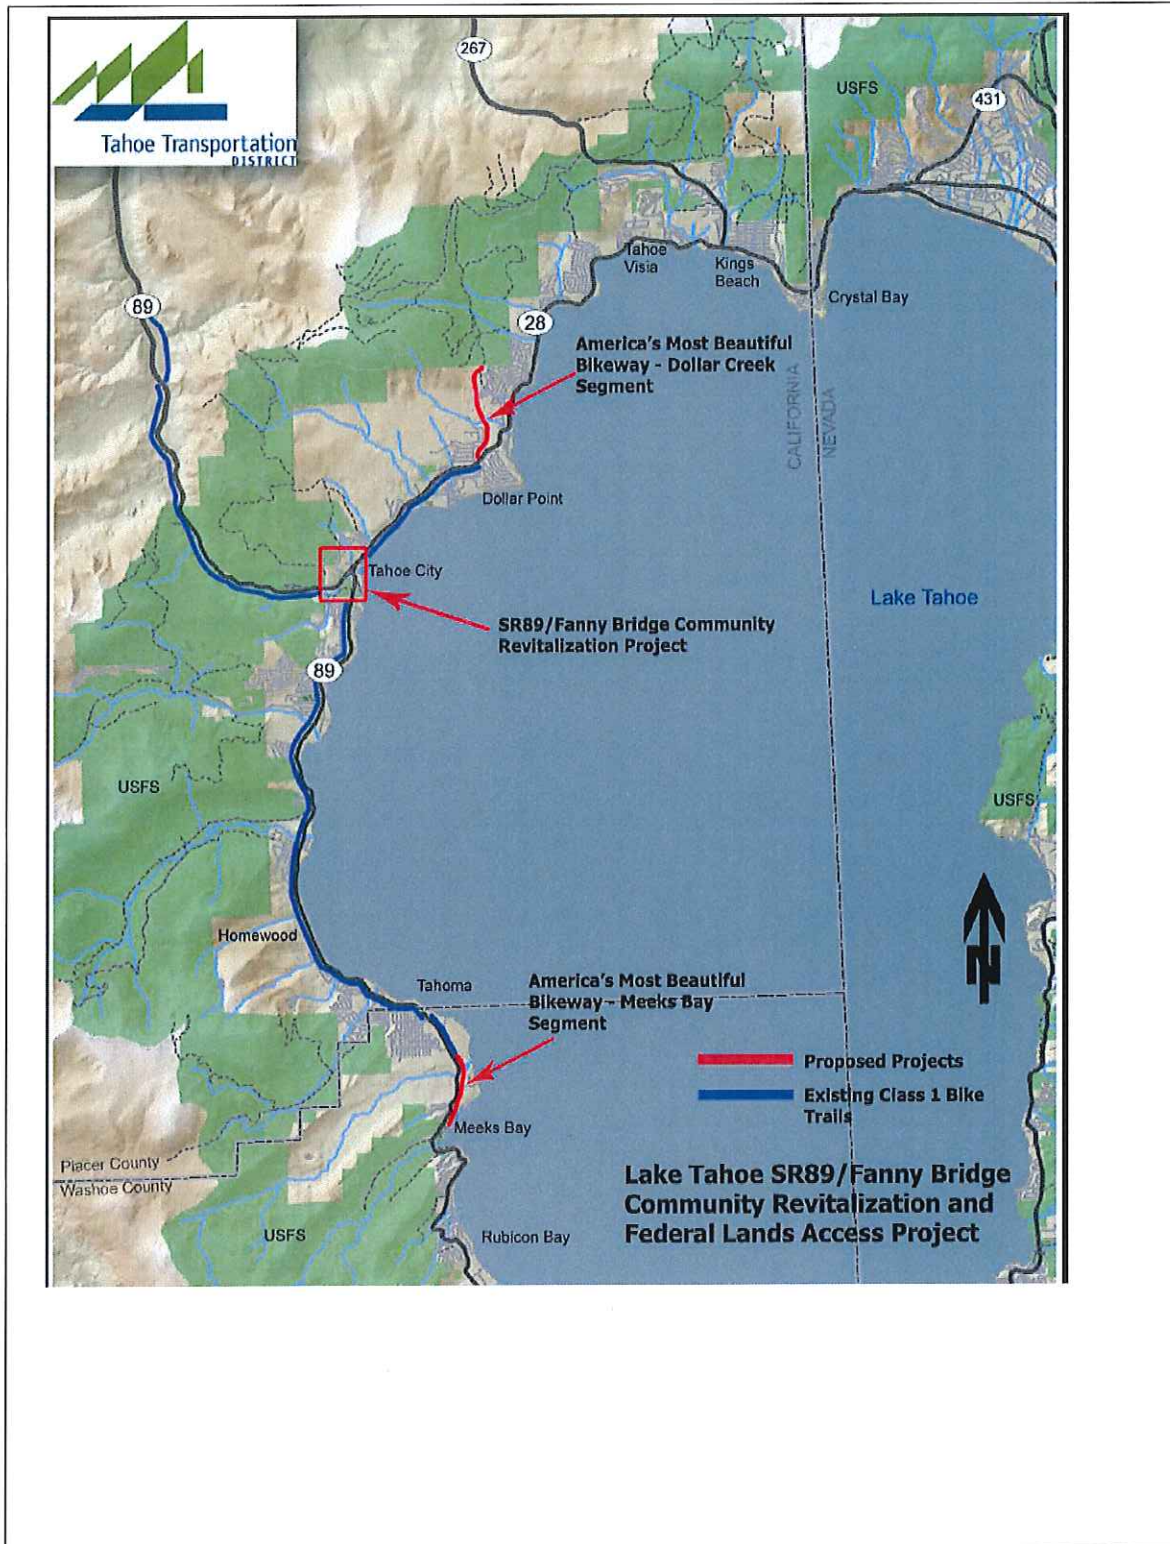 Tahoe Transportation
DISTRICT
267
USFS
431
89
Tahoe
Visia
Kings
Beach
Crystal Bay
28
America's Most Beautiful
Bikeway - Dollar Creek
Segment
CALIFORNIA
NEVADA
Dollar Point
Tahoe City
Lake Tahoe
SR89/Fanny Bridge Community
Revitalization Project
89
USFS
USFS
Homewood
N
Tahoma
America's Most Beautiful
Bikeway - Meeks Bay
Segment
Proposed Projects
Existing Class 1 Bike
Trails
Meeks Bay
Placer County
Washoe County
Lake Tahoe SR89/Fanny Bridge
Community Revitalization and
Federal Lands Access Project
USFS
Rubicon Bay